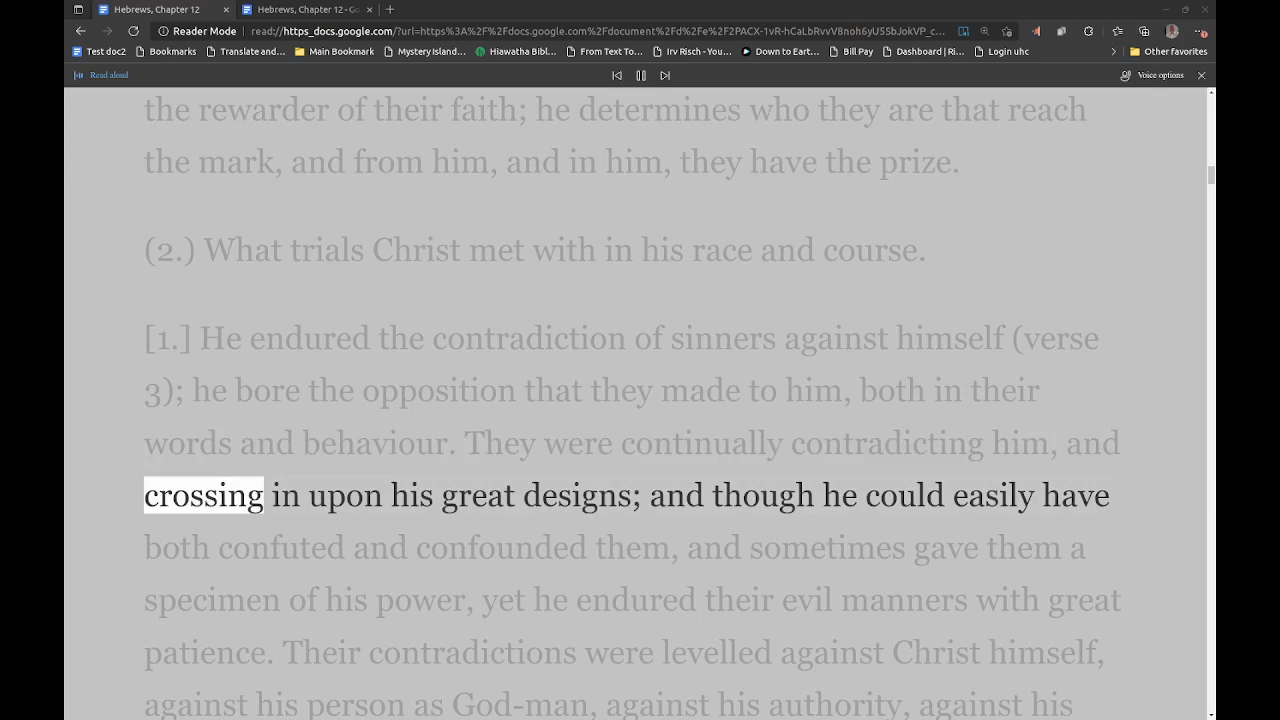 Hebrews, Chapter 12
Hebrews, Chapter 12 - Go
Reader Mode
read://https_docs.google.com/?url=https%3A%2F%2Fdocs.google.com%2Fdocument%2Fd%2Fe%2F2PACX-1vR-hCaLbRvvV8noh6yU5SbJokVP_c...
Test doc2
Bookmarks
Translate and...
Main Bookmark
Mystery Island...
Hiawatha Bibl...
From Text To...
Irv Risch - You...
Down to Eart...
Bill Pay
Dashboard | Ri...
Login uhc
Other favorites
Read aloud
Voice options
the rewarder of their faith; he determines who they are that reach
the mark, and from him, and in him, they have the prize.
(2.) What trials Christ met with in his race and course.
[1.] He endured the contradiction of sinners against himself (verse
3); he bore the opposition that they made to him, both in their
words and behaviour. They were continually contradicting him, and
crossing in upon his great designs; and though he could easily have
both confuted and confounded them, and sometimes gave them a
specimen of his power, yet he endured their evil manners with great
patience. Their contradictions were levelled against Christ himself,
against his person as God-man, against his authority, against his